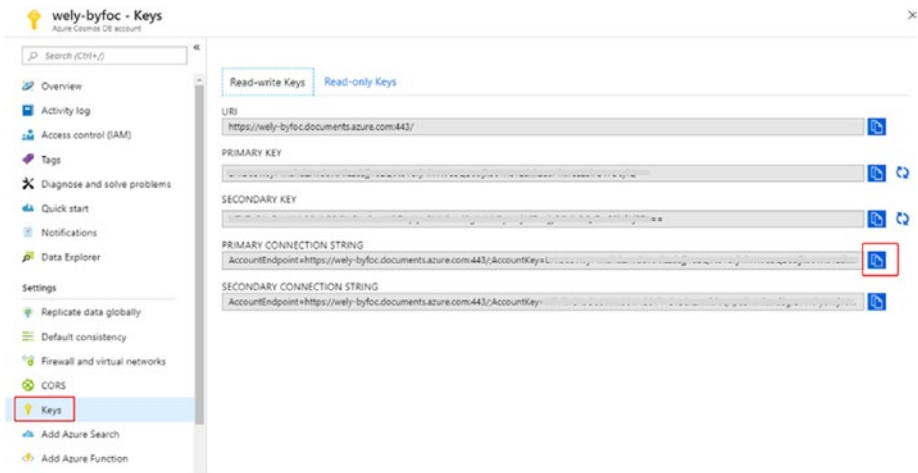 wely-byfoc - Keys
Azure Cosmos DB account
Search (Ctrl+/)
Overview
Activity log
Access control (IAM)
Tags
Diagnose and solve problems
Quick start
Notifications
Data Explorer
Settings
Replicate data globally
Default consistency
Firewall and virtual networks
CORS
Keys
Add Azure Search
Add Azure Function
Read-write Keys
Read-only Keys
URI
https://wely-byfoc.documents.azure.com:443/
PRIMARY KEY
SECONDARY KEY
PRIMARY CONNECTION STRING
AccountEndpoint=https://wely-byfoc.documents.azure.com:443/;AccountKey=
SECONDARY CONNECTION STRING
AccountEndpoint=https://wely-byfoc.documents.azure.com:443/;AccountKey